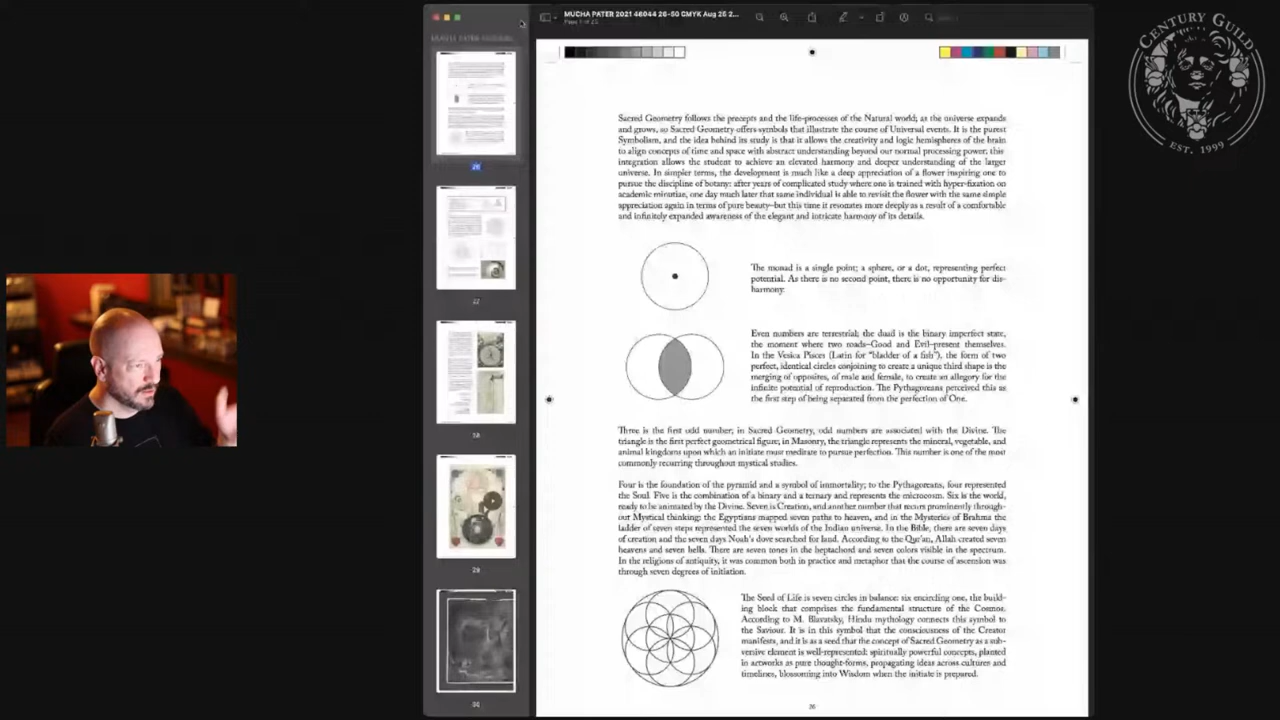 MUCHA PATER 2021 46044 26-50 CMYK Aug 25 2...
CENTURY GUILD
EST. 1999
Sacred Geometry follows the precepts and the life-processes of the Natural world; as the universe expands
and grows, so Sacred Geometry offers symbols that illustrate the course of Universal events. It is the purest
Symbolism, and the idea behind its study is that it allows the creativity and logic hemispheres of the brain
to align concepts of time and space with abstract understanding beyond our normal processing power; this
integration allows the student to achieve an elevated harmony and deeper understanding of the larger
universe. In simpler terms, the development is much like a deep appreciation of a flower inspiring one to
pursue the discipline of botany: after years of complicated study where one is trained with hyper-fixation on
academic minutiae, one day much later that same individual is able to revisit the flower with the same simple
appreciation again in terms of pure beauty–but this time it resonates more deeply as a result of a comfortable
and infinitely expanded awareness of the elegant and intricate harmony of its details.
The monad is a single point; a sphere, or a dot, representing perfect
potential. As there is no second point, there is no opportunity for dis-
harmony.
Even numbers are terrestrial; the duad is the binary imperfect state,
the moment where two roads–Good and Evil–present themselves.
In the Vesica Pisces (Latin for "bladder of a fish"), the form of two
perfect, identical circles conjoining to create a unique third shape is the
merging of opposites, of male and female, to create an allegory for the
infinite potential of reproduction. The Pythagoreans perceived this as
the first step of being separated from the perfection of One.
Three is the first odd number; in Sacred Geometry, odd numbers are associated with the Divine. The
triangle is the first perfect geometrical figure; in Masonry, the triangle represents the mineral, vegetable, and
animal kingdoms upon which an initiate must meditate to pursue perfection. This number is one of the most
commonly recurring throughout mystical studies.
Four is the foundation of the pyramid and a symbol of immortality; to the Pythagoreans, four represented
the Soul. Five is the combination of a binary and a ternary and represents the microcosm. Six is the world,
ready to be animated by the Divine. Seven is Creation, and another number that recurs prominently through-
out Mystical thinking: the Egyptians mapped seven paths to heaven, and in the Mysteries of Brahma the
ladder of seven steps represented the seven worlds of the Indian universe. In the Bible, there are seven days
of creation and the seven days Noah's dove searched for land. According to the Qur'an, Allah created seven
heavens and seven hells. There are seven tones in the heptachord and seven colors visible in the spectrum.
In the religions of antiquity, it was common both in practice and metaphor that the course of ascension was
through seven degrees of initiation.
The Seed of Life is seven circles in balance: six encircling one, the build-
ing block that comprises the fundamental structure of the Cosmos.
According to M. Blavatsky, Hindu mythology connects this symbol to
the Saviour. It is in this symbol that the consciousness of the Creator
manifests, and it is as a seed that the concept of Sacred Geometry as a sub-
versive element is well-represented: spiritually powerful concepts, planted
in artworks as pure thought-forms, propagating ideas across cultures and
timelines, blossoming into Wisdom when the initiate is prepared.
26
26
27
28
29
30